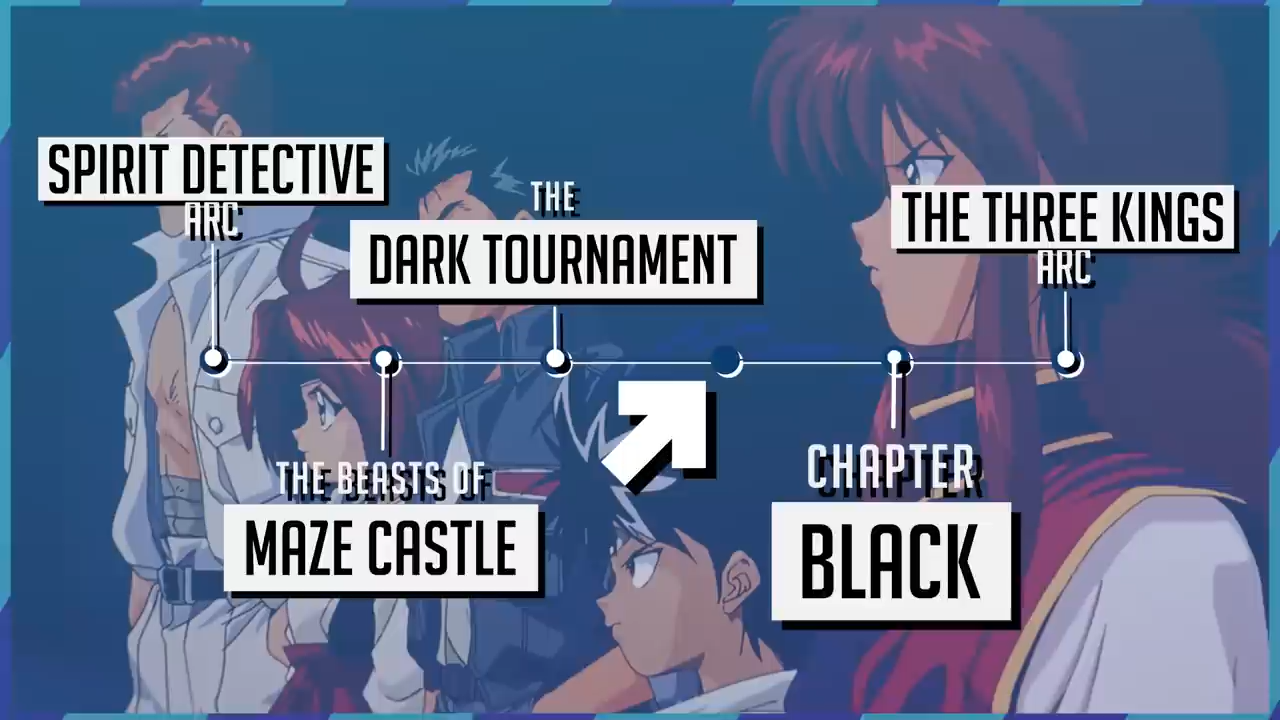 SPIRIT DETECTIVE
ARC
THE BEASTS OF
MAZE CASTLE
THE
DARK TOURNAMENT
CHAPTER
BLACK
THE THREE KINGS
ARC